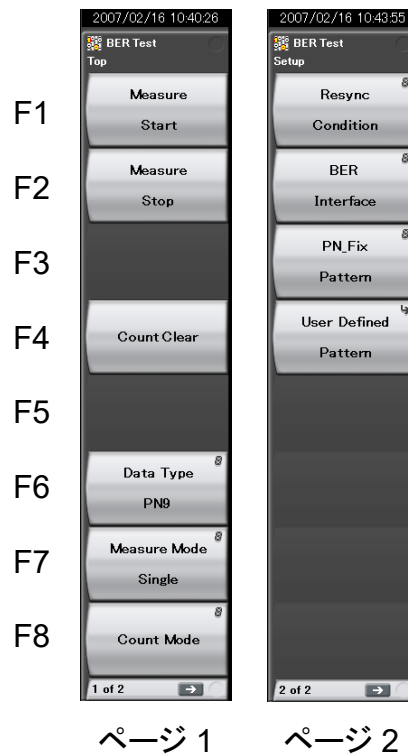 2007/02/16 10:40:26
BER Test
Top
F1
Measure
Start
F2
Measure
Stop
F3
F4
Count Clear
F5
F6
Data Type
PN9
F7
Measure Mode
Single
F8
Count Mode
1 of 2
ページ 1
2007/02/16 10:43:55
BER Test
Setup
Resync
Condition
BER
Interface
PN_Fix
Pattern
User Defined
Pattern
2 of 2
ページ 2